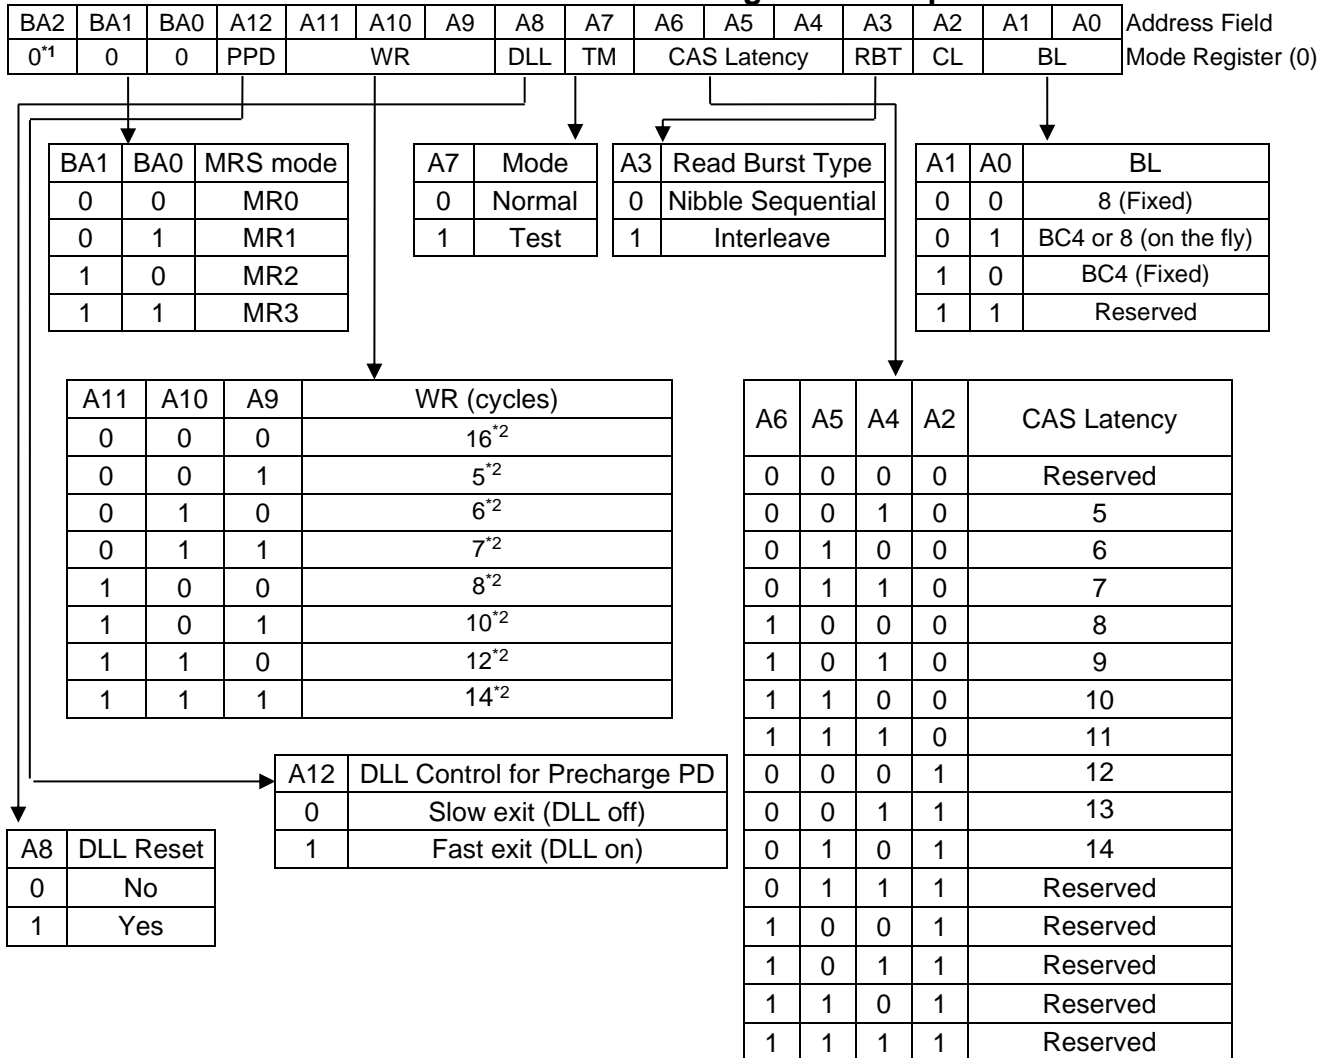 BA2 BA1 BA0 A12 A11 A10 A9 A8 A7 A6 A5 A4 A3 A2 A1 A0 Address Field
0*1 0 0 PPD WR DLL TM CAS Latency RBT CL BL Mode Register (0)
BA1 BA0 MRS mode
0 0 MR0
0 1 MR1
1 0 MR2
1 1 MR3
A7 Mode
0 Normal
1 Test
A3 Read Burst Type
0 Nibble Sequential
1 Interleave
A1 A0 BL
0 0 8 (Fixed)
0 1 BC4 or 8 (on the fly)
1 0 BC4 (Fixed)
1 1 Reserved
A11 A10 A9 WR (cycles)
0 0 0 16*2
0 0 1 5*2
0 1 0 6*2
0 1 1 7*2
1 0 0 8*2
1 0 1 10*2
1 1 0 12*2
1 1 1 14*2
A6 A5 A4 A2 CAS Latency
0 0 0 0 Reserved
0 0 1 0 5
0 1 0 0 6
0 1 1 0 7
1 0 0 0 8
1 0 1 0 9
1 1 0 0 10
1 1 1 0 11
0 0 0 1 12
0 0 1 1 13
0 1 0 1 14
0 1 1 1 Reserved
1 0 0 1 Reserved
1 0 1 1 Reserved
1 1 0 1 Reserved
1 1 1 1 Reserved
A12 DLL Control for Precharge PD
0 Slow exit (DLL off)
1 Fast exit (DLL on)
A8 DLL Reset
0 No
1 Yes